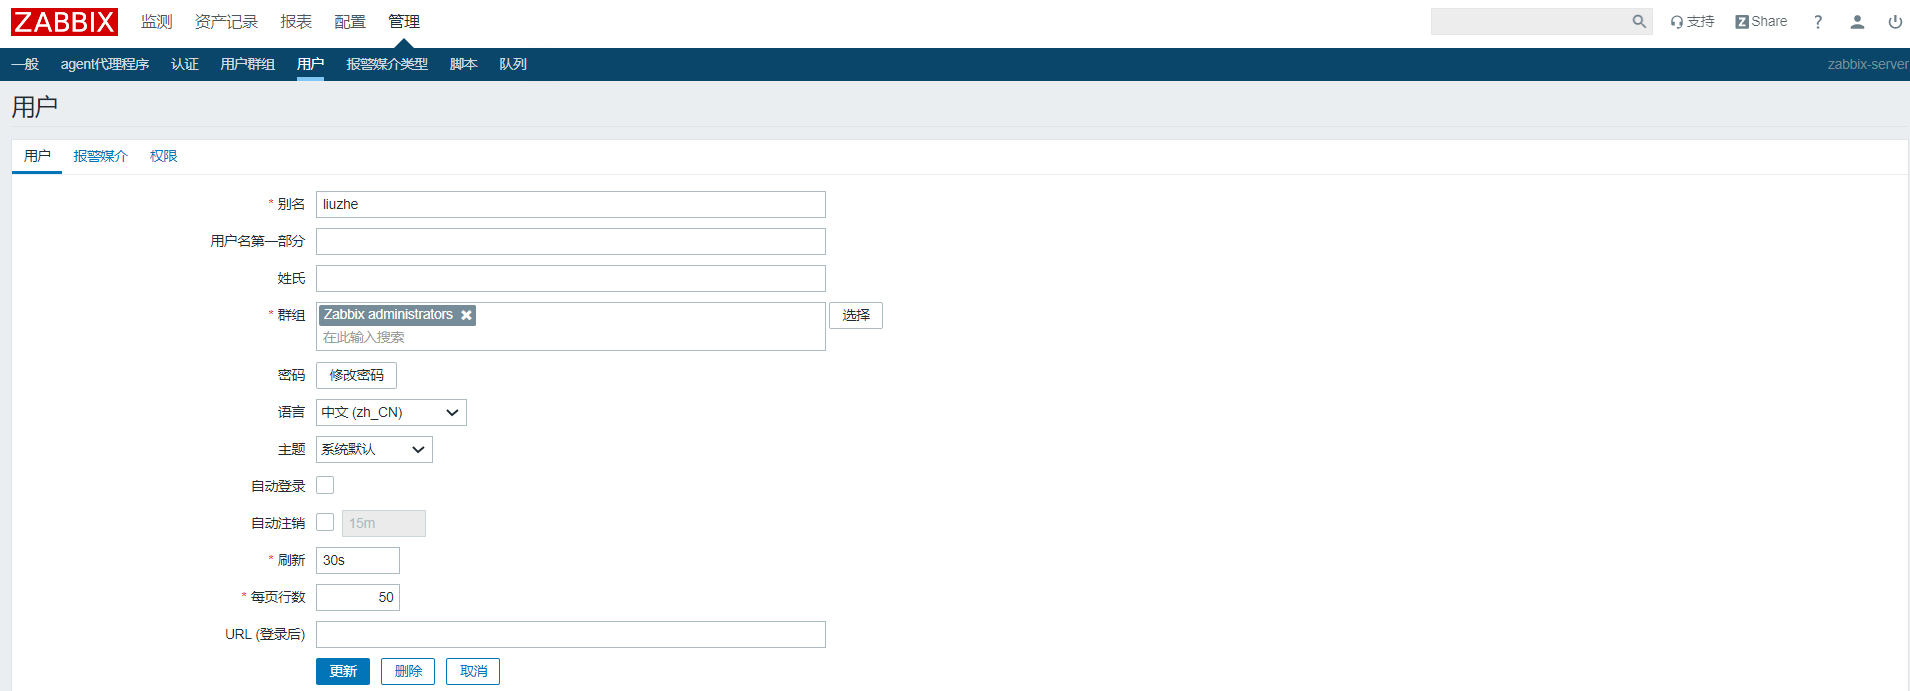 ZABBIX 监测 资产记录 报表 配置 管理 支持 Z Share ?
一般 agent代理程序 认证 用户群组 用户 报警媒介类型 脚本 队列 zabbix-server
用户
用户 报警媒介 权限
* 别名 liuzhe
用户名第一部分
姓氏
* 群组 Zabbix administrators 选择
在此输入搜索
密码 修改密码
语言 中文 (zh_CN)
主题 系统默认
自动登录
自动注销 15m
* 刷新 30s
* 每页行数 50
URL (登录后)
更新 删除 取消